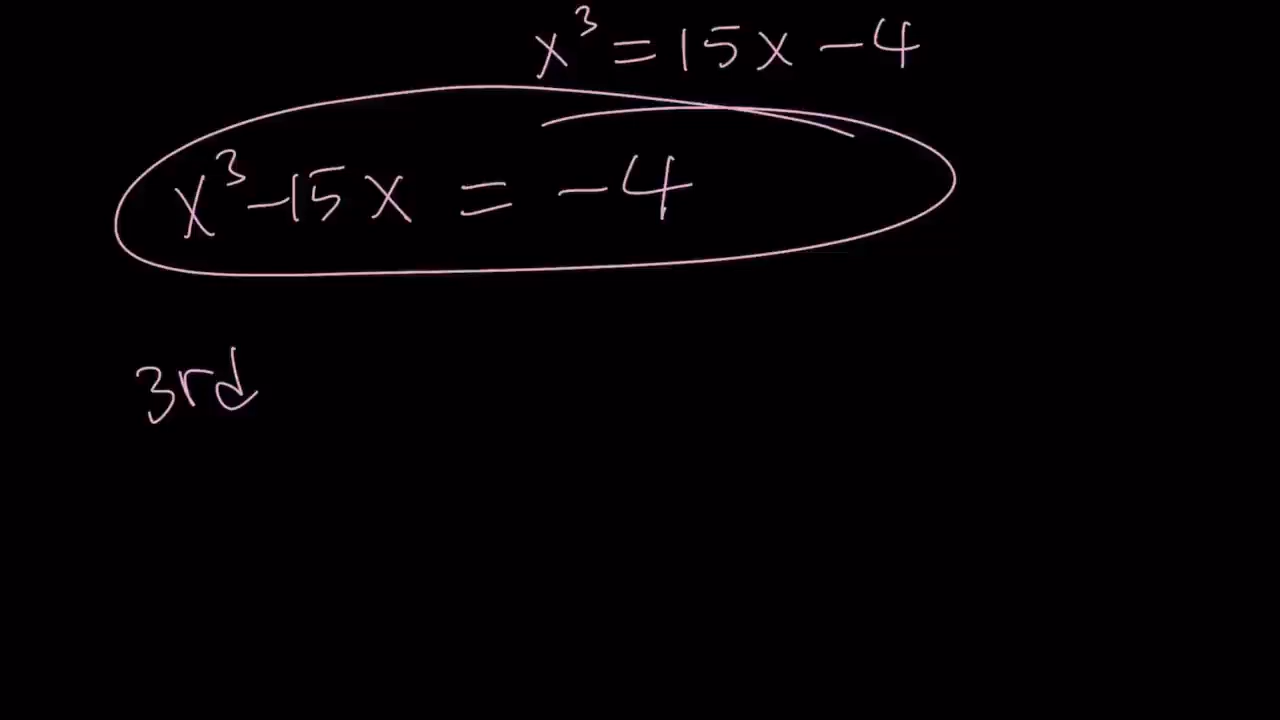 x³ = 15x - 4
x³ - 15x = -4
3rd